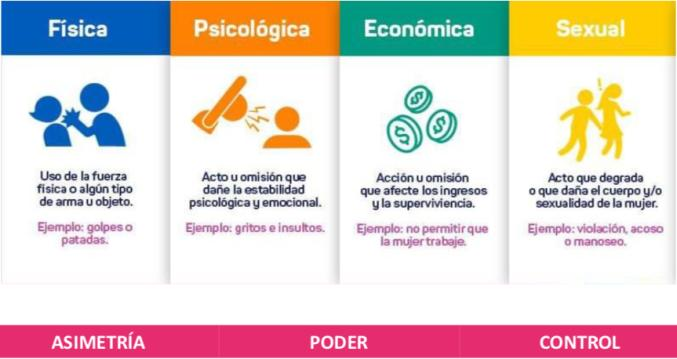 Física
Uso de la fuerza
física o algún tipo
de arma u objeto.
Ejemplo: golpes o
patadas.
Psicológica
Acto u omisión que
dañe la estabilidad
psicológica y emocional.
Ejemplo: gritos e insultos.
Económica
Acción u omisión
que afecte los ingresos
y la superviviencia.
Ejemplo: no permitir que
la mujer trabaje.
Sexual
Acto que degrada
o que daña el cuerpo y/o
sexualidad de la mujer.
Ejemplo: violación, acoso
o manoseo.
ASIMETRÍA
PODER
CONTROL